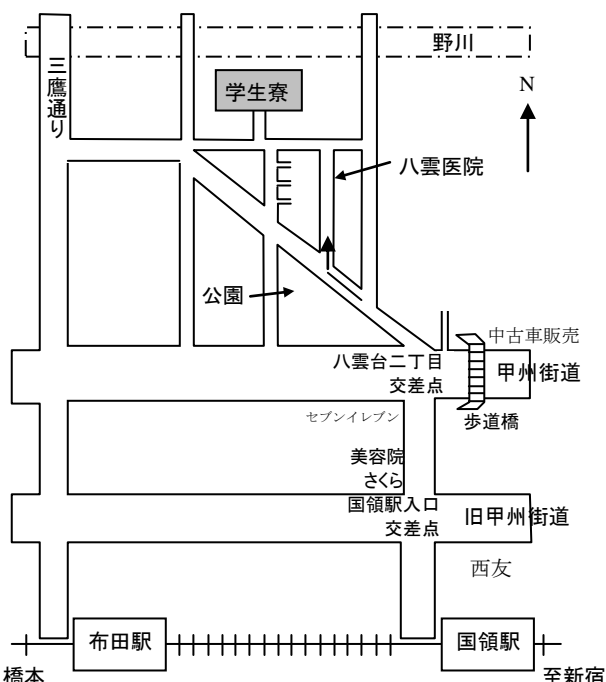 野川
三鷹通り
学生寮
N
八雲医院
公園
中古車販売
八雲台二丁目
交差点
甲州街道
歩道橋
セブンイレブン
美容院
さくら
国領駅入口
交差点
旧甲州街道
西友
布田駅
国領駅
橋本
至新宿